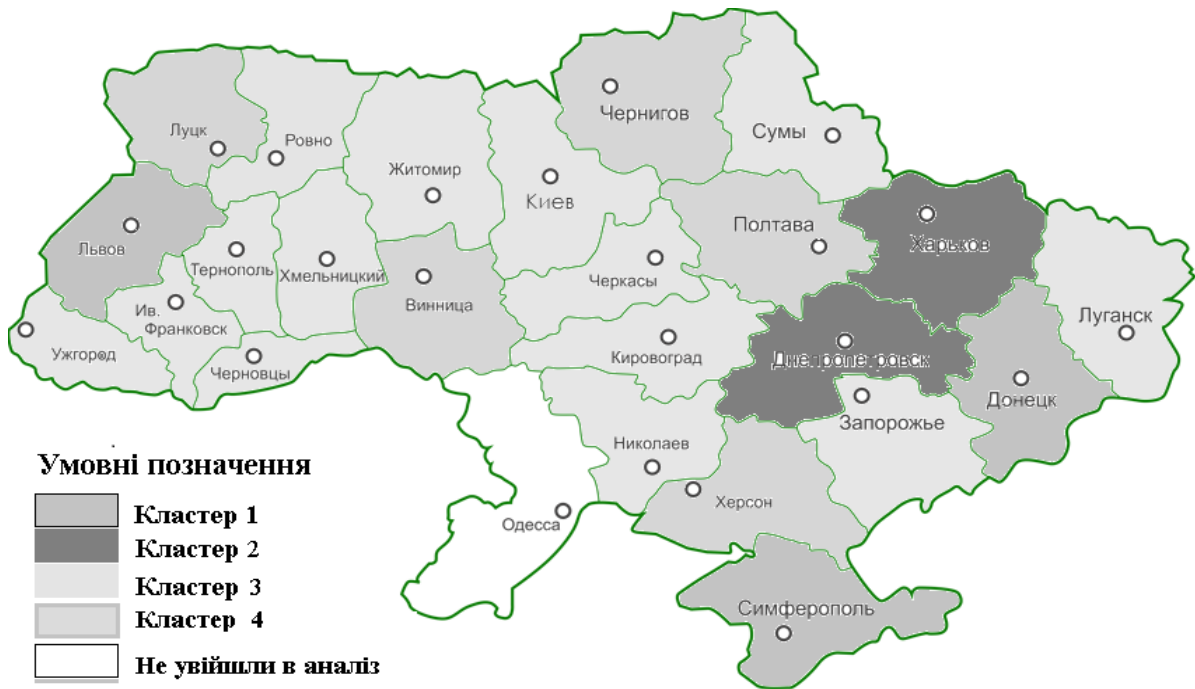 Чернигов
Луцк
Ровно
Сумы
Житомир
Киев
Полтава
Львов
Тернополь
Хмельницкий
Черкасы
Харьков
Винница
Ив.
Франковск
Луганск
Ужгород
Черновцы
Кировоград
Днепропетровск
Донецк
Запорожье
Николаев
Херсон
Одесса
Симферополь
Умовні позначення
Кластер 1
Кластер 2
Кластер 3
Кластер 4
Не увійшли в аналіз